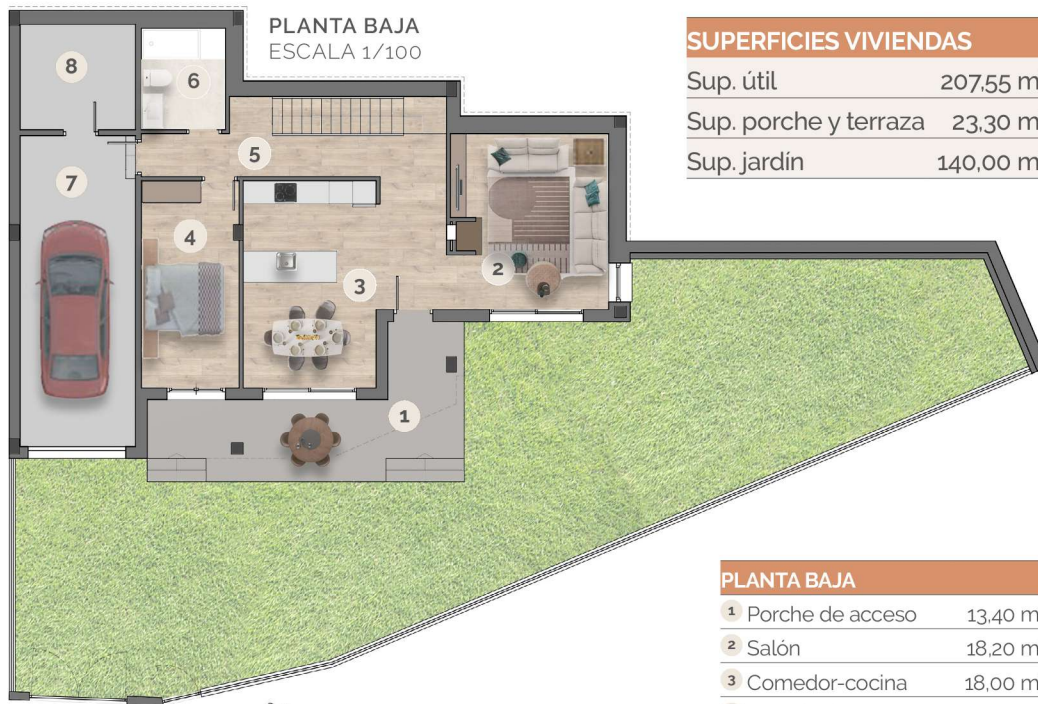 PLANTA BAJA
ESCALA 1/100
SUPERFICIES VIVIENDAS
Sup. útil 207,55 m
Sup. porche y terraza 23,30 m
Sup. jardín 140,00 m
8
6
5
7
4
2
3
1
PLANTA BAJA
1 Porche de acceso 13,40 m
2 Salón 18,20 m
3 Comedor-cocina 18,00 m